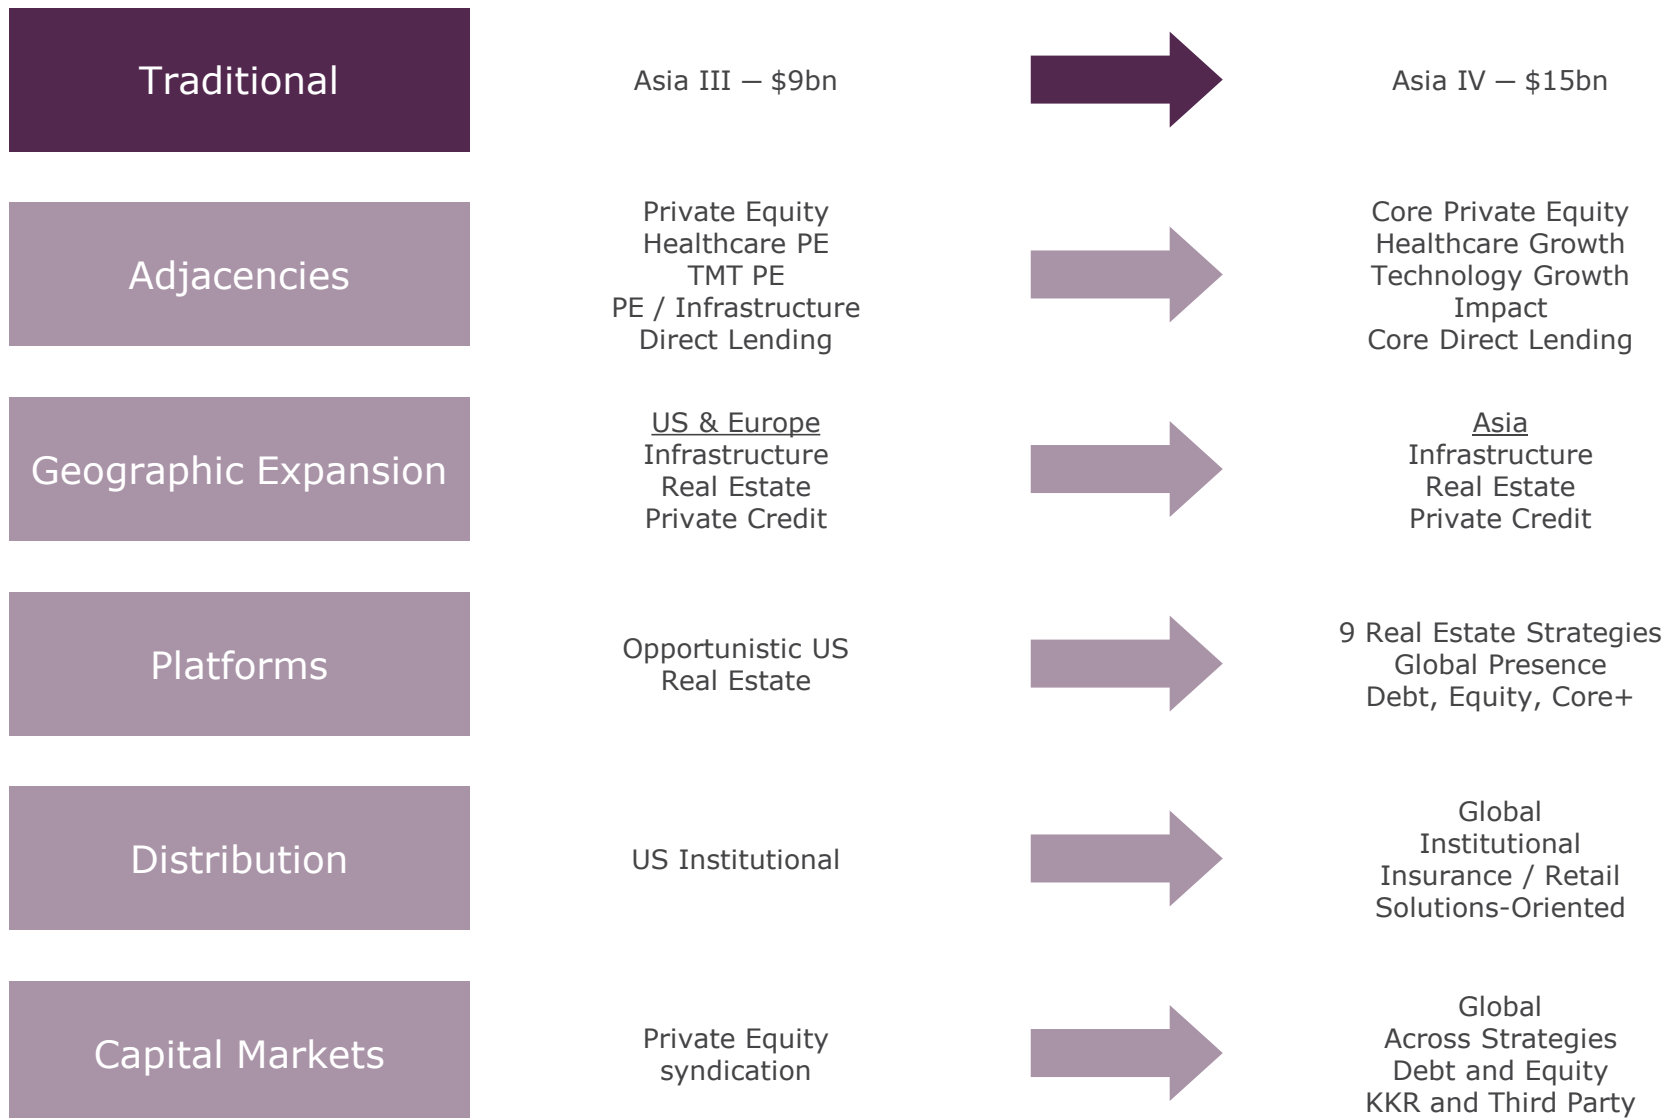 Traditional
Asia III — $9bn
Asia IV — $15bn
Adjacencies
Private Equity
Healthcare PE
TMT PE
PE / Infrastructure
Direct Lending
Core Private Equity
Healthcare Growth
Technology Growth
Impact
Core Direct Lending
Geographic Expansion
US & Europe
Infrastructure
Real Estate
Private Credit
Asia
Infrastructure
Real Estate
Private Credit
Platforms
Opportunistic US
Real Estate
9 Real Estate Strategies
Global Presence
Debt, Equity, Core+
Distribution
US Institutional
Global
Institutional
Insurance / Retail
Solutions-Oriented
Capital Markets
Private Equity
syndication
Global
Across Strategies
Debt and Equity
KKR and Third Party